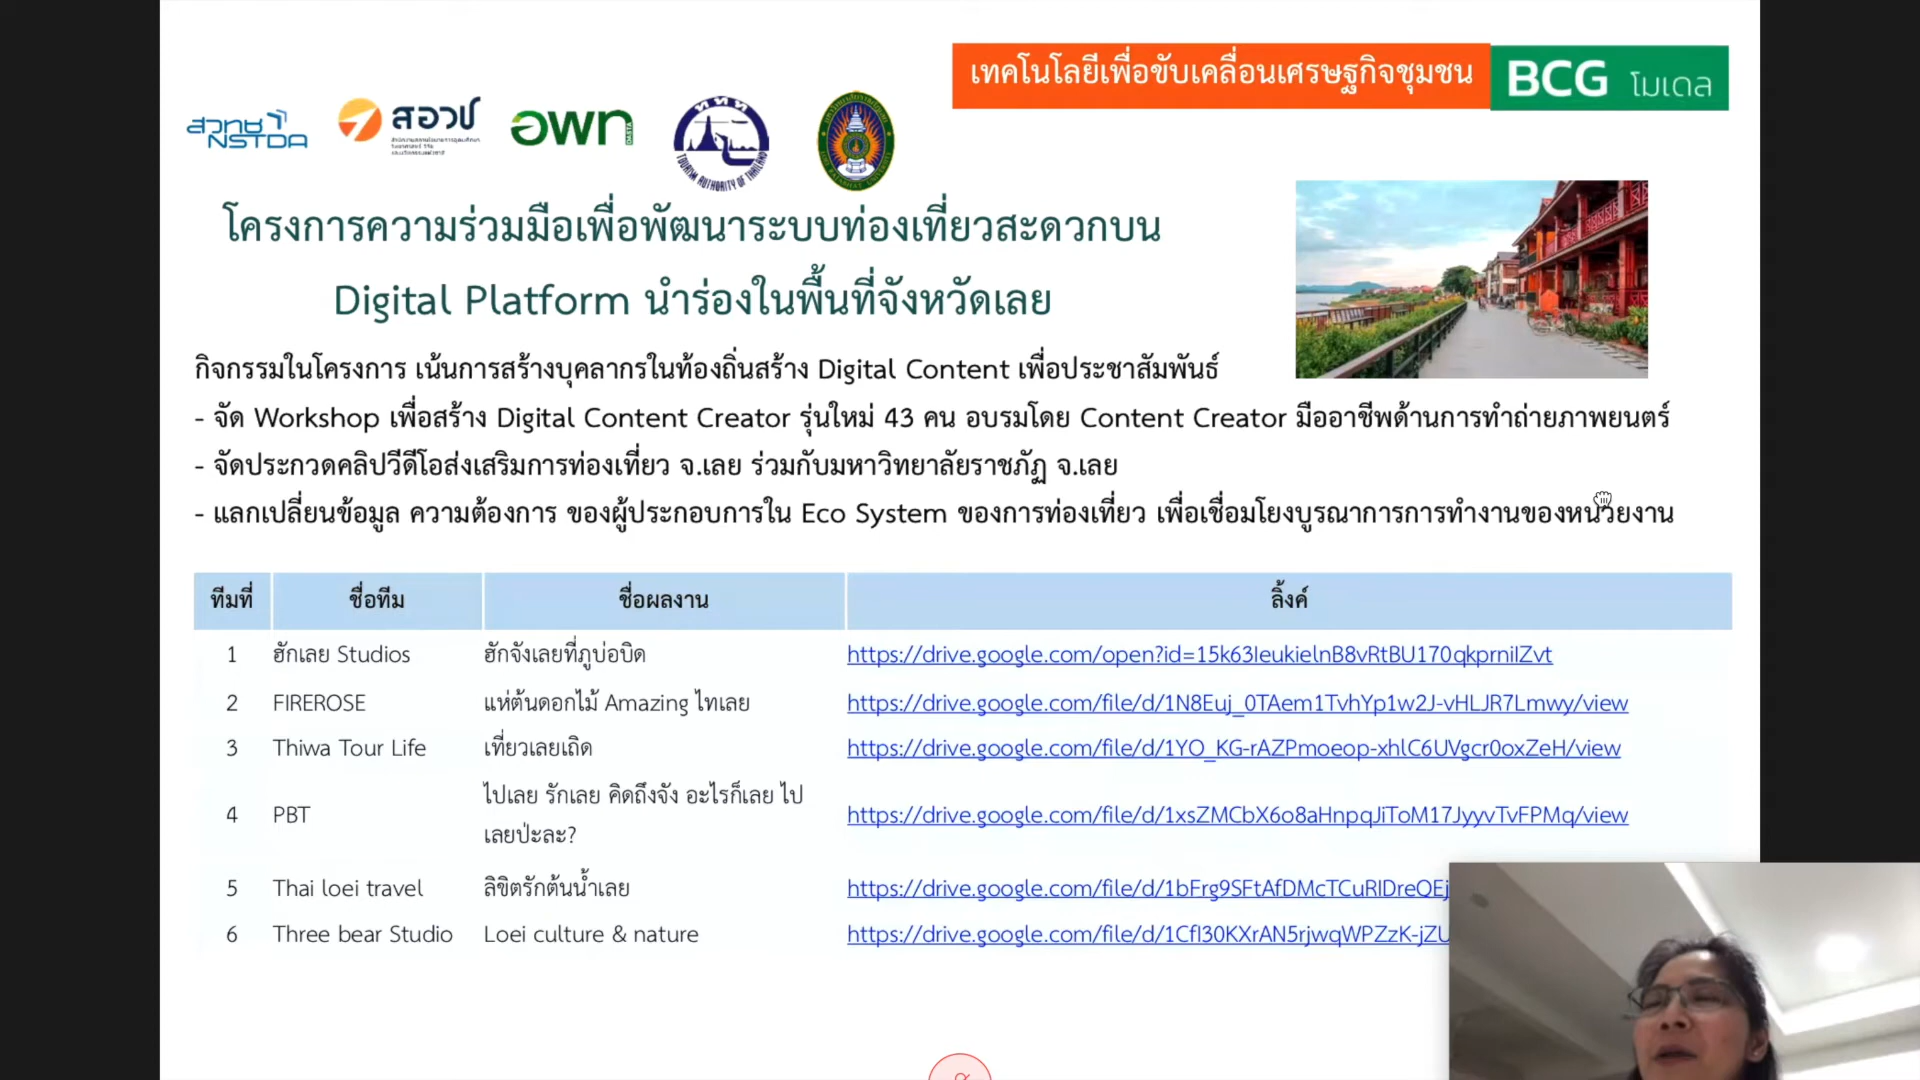 เทคโนโลยีเพื่อขับเคลื่อนเศรษฐกิจชุมชน BCG โมเดล
สวทช NSTDA สอวช อพท DASTA ททท TOURISM AUTHORITY OF THAILAND
โครงการความร่วมมือเพื่อพัฒนาระบบท่องเที่ยวสะดวกบน
Digital Platform นำร่องในพื้นที่จังหวัดเลย
กิจกรรมในโครงการ เน้นการสร้างบุคลากรในท้องถิ่นสร้าง Digital Content เพื่อประชาสัมพันธ์
- จัด Workshop เพื่อสร้าง Digital Content Creator รุ่นใหม่ 43 คน อบรมโดย Content Creator มืออาชีพด้านการทำถ่ายภาพยนตร์
- จัดประกวดคลิปวีดีโอส่งเสริมการท่องเที่ยว จ.เลย ร่วมกับมหาวิทยาลัยราชภัฏ จ.เลย
- แลกเปลี่ยนข้อมูล ความต้องการ ของผู้ประกอบการใน Eco System ของการท่องเที่ยว เพื่อเชื่อมโยงบูรณาการการทำงานของหน่วยงาน
ทีมที่ ชื่อทีม ชื่อผลงาน ลิ้งค์
1 ฮักเลย Studios ฮักจังเลยที่ภูบ่อบิด https://drive.google.com/open?id=15k63IeukielnB8vRtBU170qkprniIZvt
2 FIREROSE แห่ต้นดอกไม้ Amazing ไทเลย https://drive.google.com/file/d/1N8Euj_0TAem1TvhYp1w2J-vHLJR7Lmwy/view
3 Thiwa Tour Life เที่ยวเลยเถิด https://drive.google.com/file/d/1YO_KG-rAZPmoeop-xhlC6UVgcr0oxZeH/view
4 PBT ไปเลย รักเลย คิดถึงจัง อะไรก็เลย ไป
เลยป่ะละ? https://drive.google.com/file/d/1xsZMCbX6o8aHnpqJiToM17JyyvTvFPMq/view
5 Thai loei travel ลิขิตรักต้นน้ำเลย https://drive.google.com/file/d/1bFrg9SFtAfDMcTCuRIDreQEj
6 Three bear Studio Loei culture & nature https://drive.google.com/file/d/1CfI30KXrAN5rjwqWPZzK-jZU